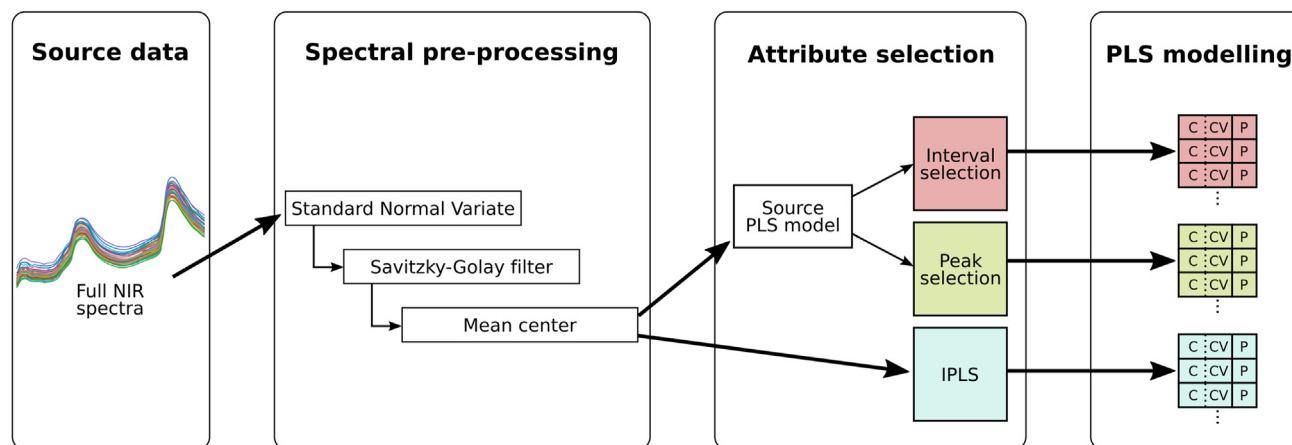 Source data
Full NIR
spectra
Spectral pre-processing
Standard Normal Variate
Savitzky-Golay filter
Mean center
Attribute selection
Source
PLS model
Interval
selection
Peak
selection
IPLS
PLS modelling
C CV P
C CV P
C CV P
C CV P
C CV P
C CV P
C CV P
C CV P
C CV P